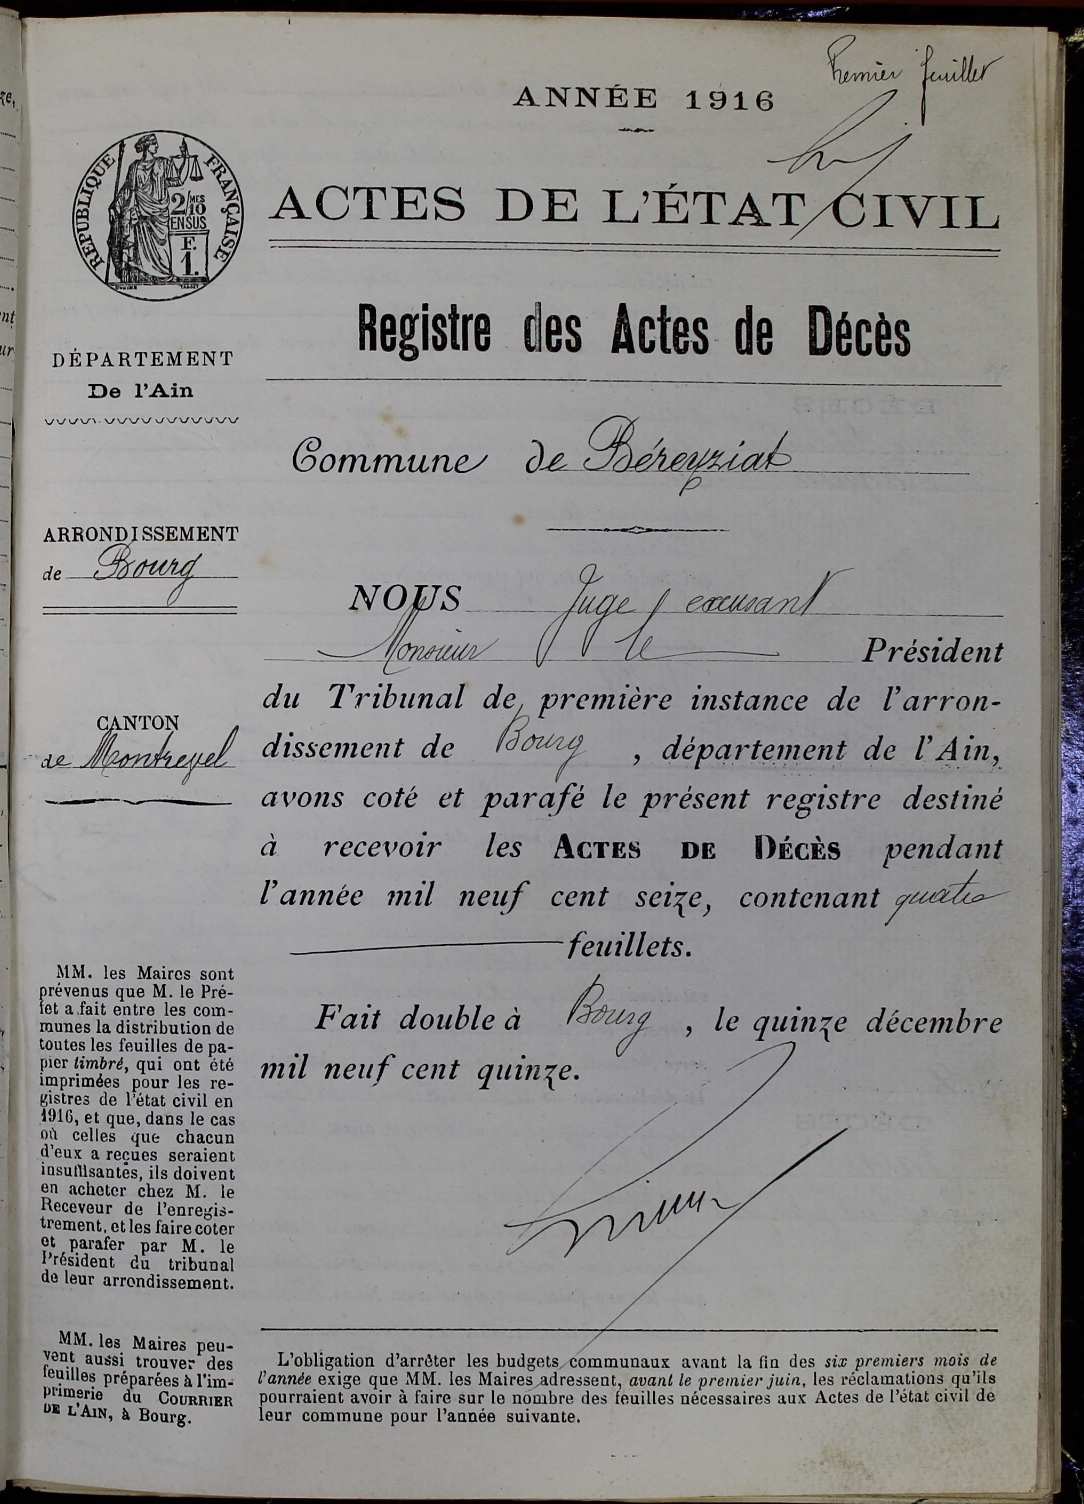 Premier feuillet
ANNÉE 1916
ACTES DE L'ÉTAT CIVIL
RÉPUBLIQUE FRANÇAISE
2/10
MES
EN SUS
F.
1.
Registre des Actes de Décès
DÉPARTEMENT
De l'Ain
Commune de Béreyziat
ARRONDISSEMENT
de Bourg
CANTON
de Montrevel
NOUS Juge excusant
Monsieur le Président
du Tribunal de première instance de l'arron-
dissement de Bourg, département de l'Ain,
avons coté et parafé le présent registre destiné
à recevoir les ACTES DE DÉCÈS pendant
l'année mil neuf cent seize, contenant quatre
feuillets.
Fait double à Bourg, le quinze décembre
mil neuf cent quinze.
MM. les Maires sont
prévenus que M. le Pré-
fet a fait entre les com-
munes la distribution de
toutes les feuilles de pa-
pier timbré, qui ont été
imprimées pour les re-
gistres de l'état civil en
1916, et que, dans le cas
où celles que chacun
d'eux a reçues seraient
insuffisantes, ils doivent
en acheter chez M. le
Receveur de l'enregis-
trement, et les faire coter
et parafer par M. le
Président du tribunal
de leur arrondissement.
MM. les Maires peu-
vent aussi trouver des
feuilles préparées à l'im-
primerie du COURRIER
DE L'AIN, à Bourg.
L'obligation d'arrêter les budgets communaux avant la fin des six premiers mois de
l'année exige que MM. les Maires adressent, avant le premier juin, les réclamations qu'ils
pourraient avoir à faire sur le nombre des feuilles nécessaires aux Actes de l'état civil de
leur commune pour l'année suivante.